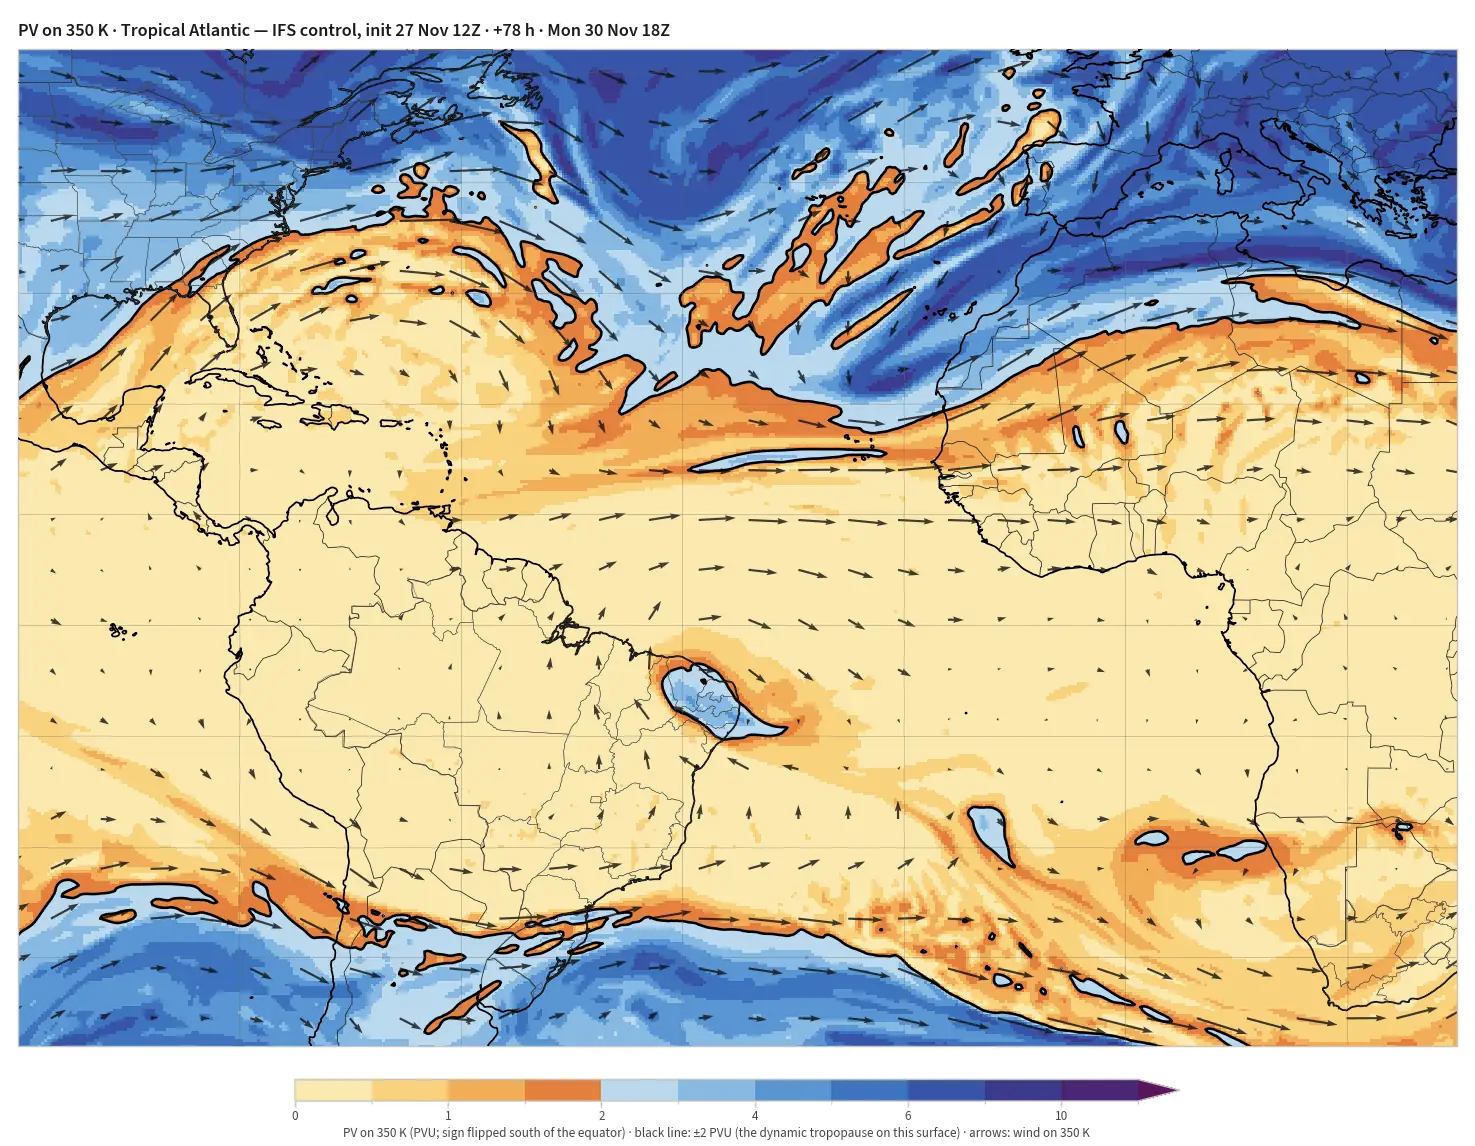 PV on 350 K · Tropical Atlantic — IFS control, init 27 Nov 12Z · +78 h · Mon 30 Nov 18Z
0 1 2 4 6 10
PV on 350 K (PVU; sign flipped south of the equator) · black line: ±2 PVU (the dynamic tropopause on this surface) · arrows: wind on 350 K